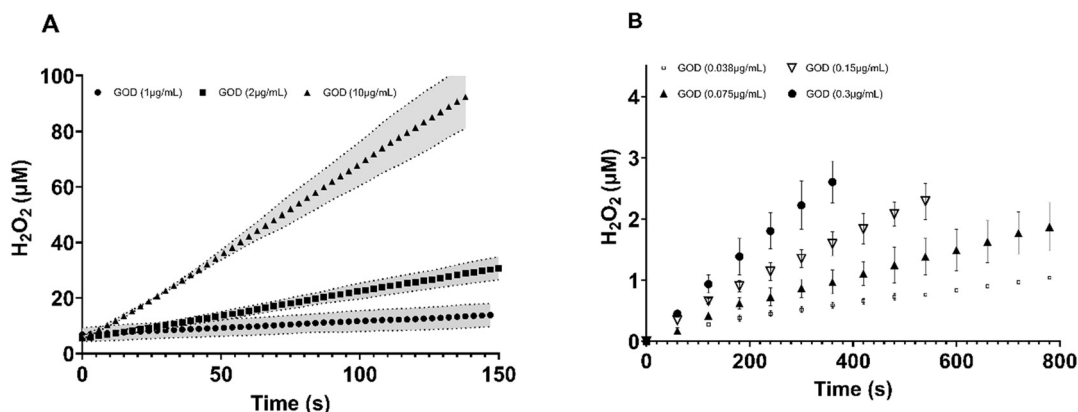 A
H₂O₂ (µM)
100
80
60
40
20
0
GOD (1µg/mL) GOD (2µg/mL) GOD (10µg/mL)
0 50 100 150
Time (s)
B
H₂O₂ (µM)
4
3
2
1
0
GOD (0.038µg/mL) GOD (0.15µg/mL)
GOD (0.075µg/mL) GOD (0.3µg/mL)
0 200 400 600 800
Time (s)